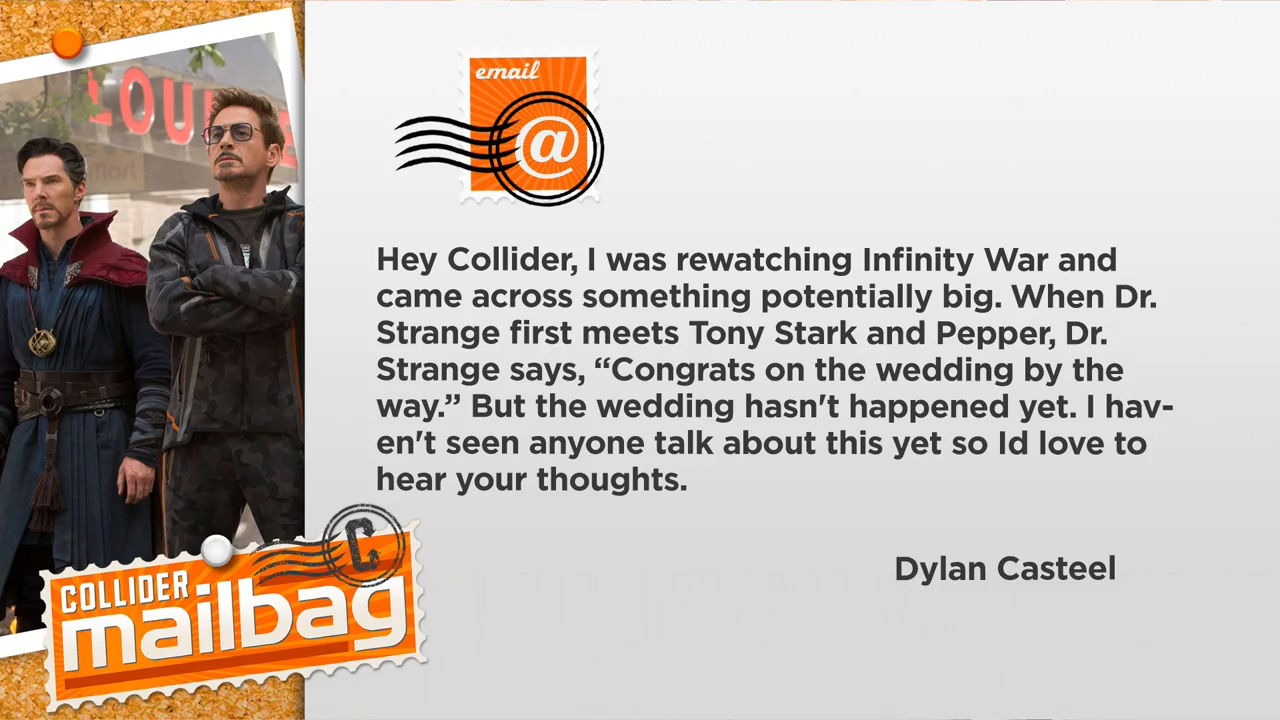 LOU E
mart
email
@
Hey Collider, I was rewatching Infinity War and
came across something potentially big. When Dr.
Strange first meets Tony Stark and Pepper, Dr.
Strange says, “Congrats on the wedding by the
way.” But the wedding hasn't happened yet. I hav-
en't seen anyone talk about this yet so Id love to
hear your thoughts.
Dylan Casteel
C
COLLIDER
mailbag